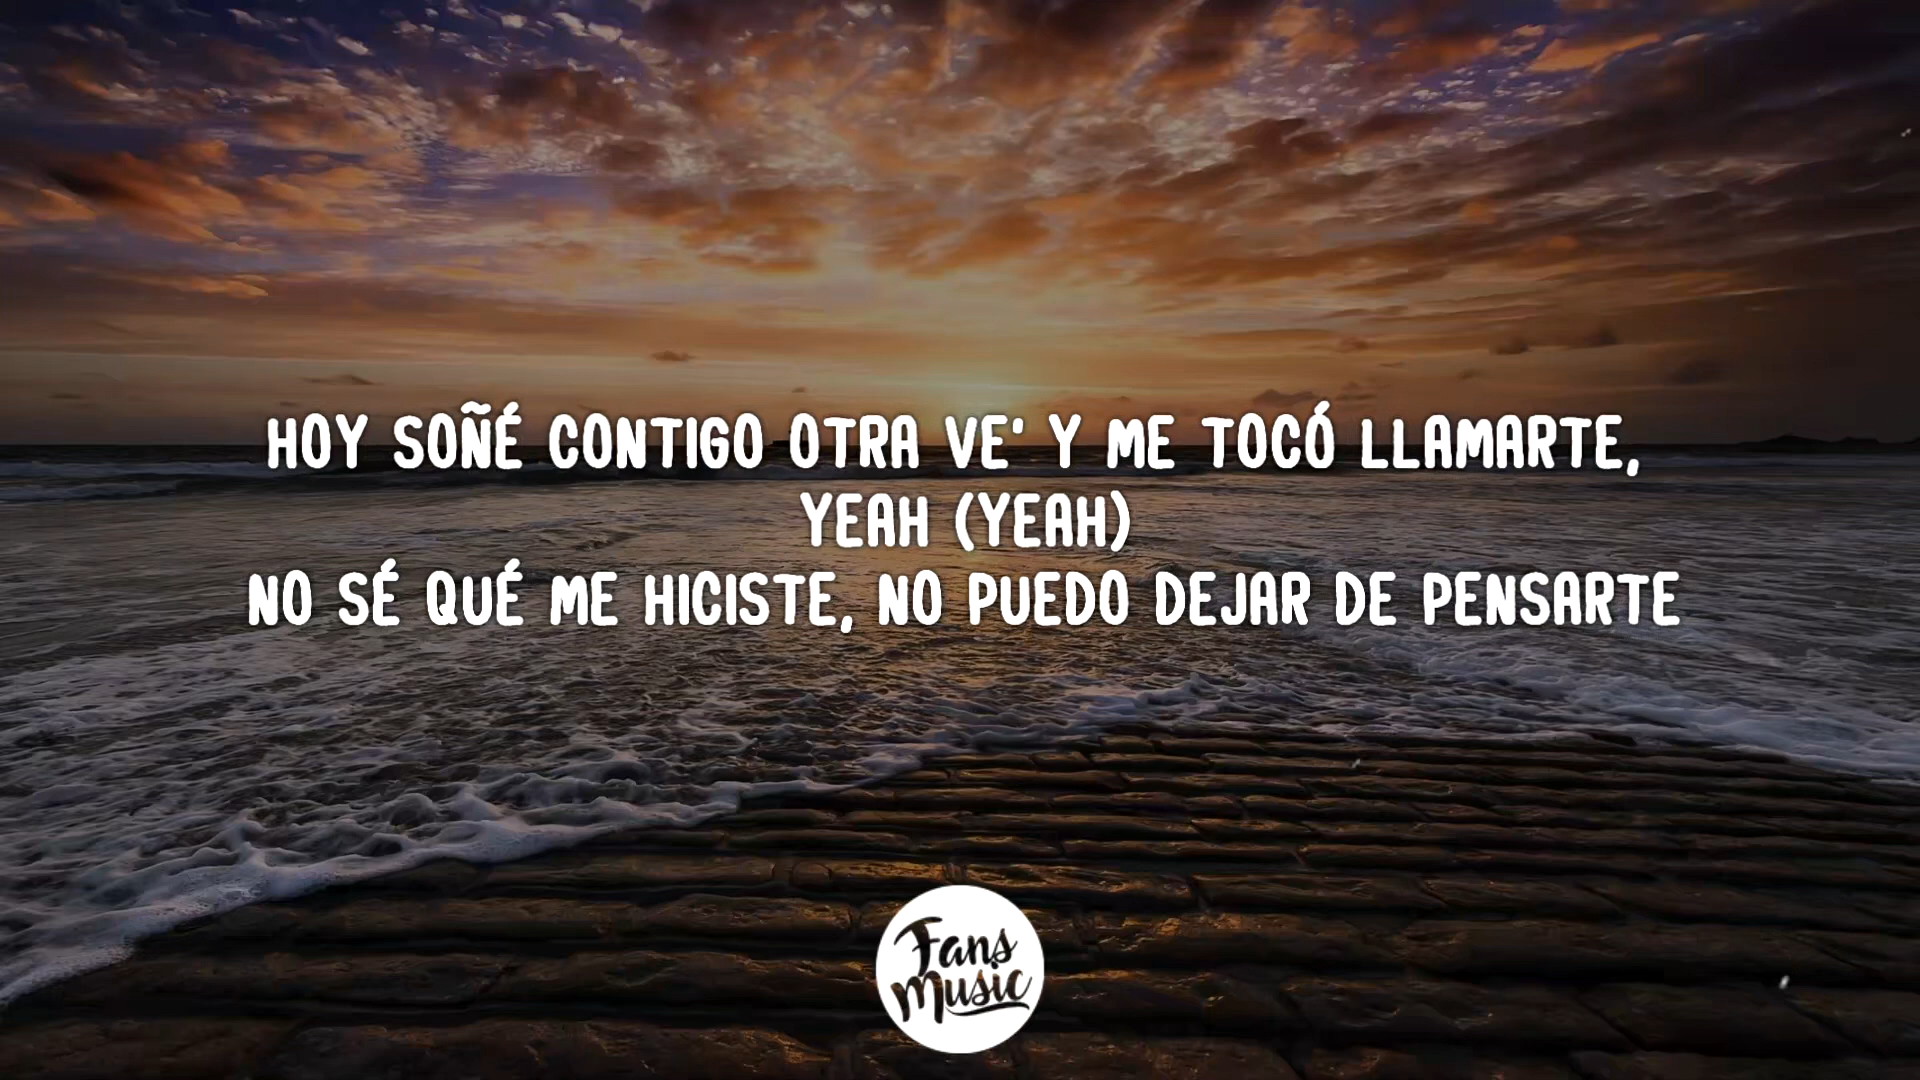 HOY SOÑÉ CONTIGO OTRA VE' Y ME TOCÓ LLAMARTE,
YEAH (YEAH)
NO SÉ QUÉ ME HICISTE, NO PUEDO DEJAR DE PENSARTE
Fans
Music